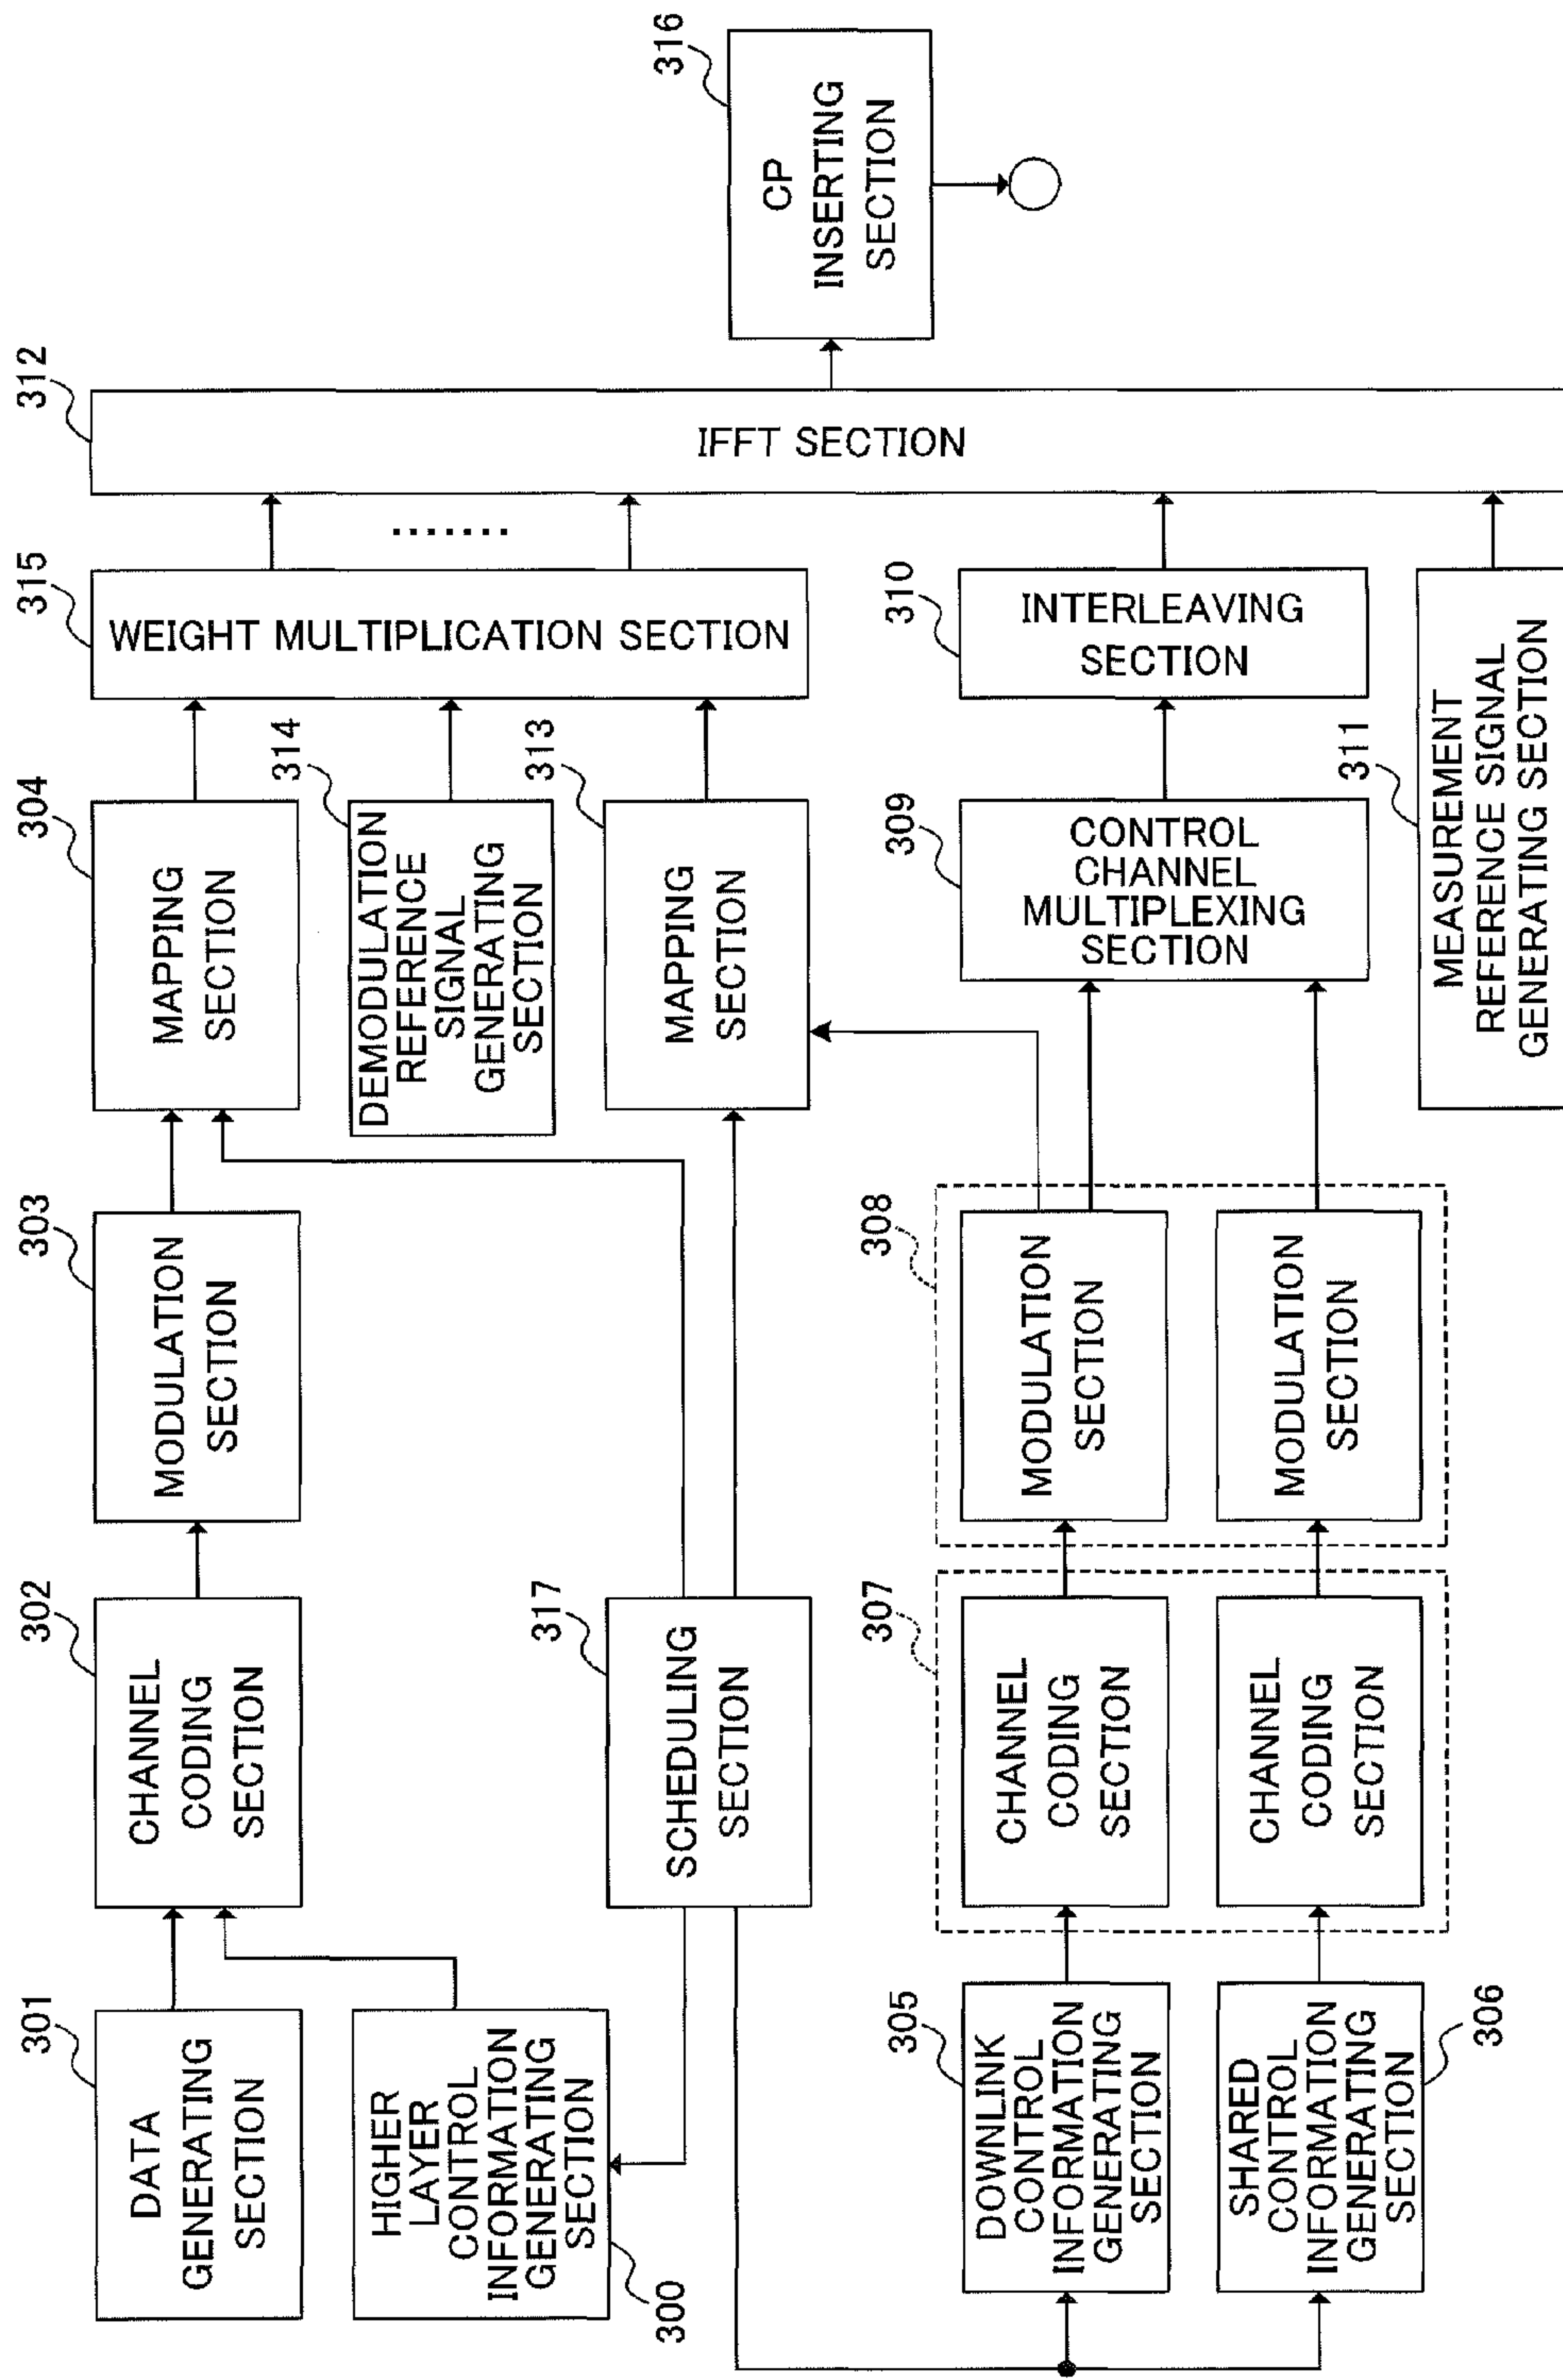 301
DATA
GENERATING
SECTION
302
CHANNEL
CODING
SECTION
303
MODULATION
SECTION
304
MAPPING
SECTION
315
WEIGHT MULTIPLICATION SECTION
.......
312
IFFT SECTION
316
CP
INSERTING
SECTION
HIGHER
LAYER
CONTROL
INFORMATION
GENERATING
SECTION
300
314
DEMODULATION
REFERENCE
SIGNAL
GENERATING
SECTION
317
SCHEDULING
SECTION
313
MAPPING
SECTION
305
DOWNLINK
CONTROL
INFORMATION
GENERATING
SECTION
307
CHANNEL
CODING
SECTION
308
MODULATION
SECTION
309
CONTROL
CHANNEL
MULTIPLEXING
SECTION
310
INTERLEAVING
SECTION
SHARED
CONTROL
INFORMATION
GENERATING
SECTION
306
CHANNEL
CODING
SECTION
MODULATION
SECTION
311
MEASUREMENT
REFERENCE SIGNAL
GENERATING SECTION